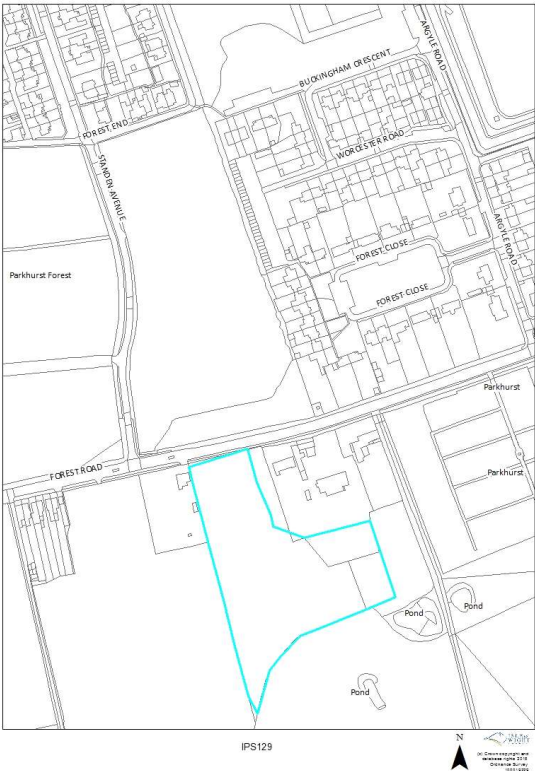 BUCKINGHAM CRESCENT
ARGYLE ROAD
FOREST END
WORCESTER ROAD
STANDEN AVENUE
ARGYLE ROAD
FOREST CLOSE
Parkhurst Forest
FOREST CLOSE
Parkhurst
FOREST ROAD
Parkhurst
Pond
Pond
Pond
IPS129
N
(c) Crown copyright and
database rights 2018
Ordnance Survey